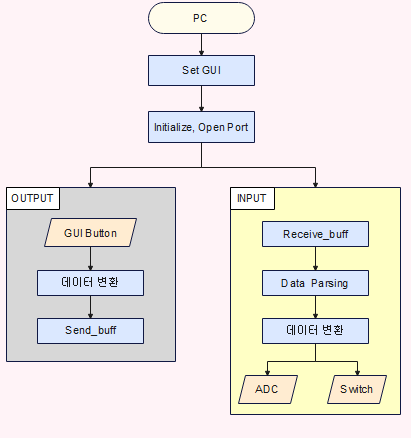 PC
Set GUI
Initialize, Open Port
OUTPUT
GUI Button
데이터 변환
Send_buff
INPUT
Receive_buff
Data Parsing
데이터 변환
ADC
Switch